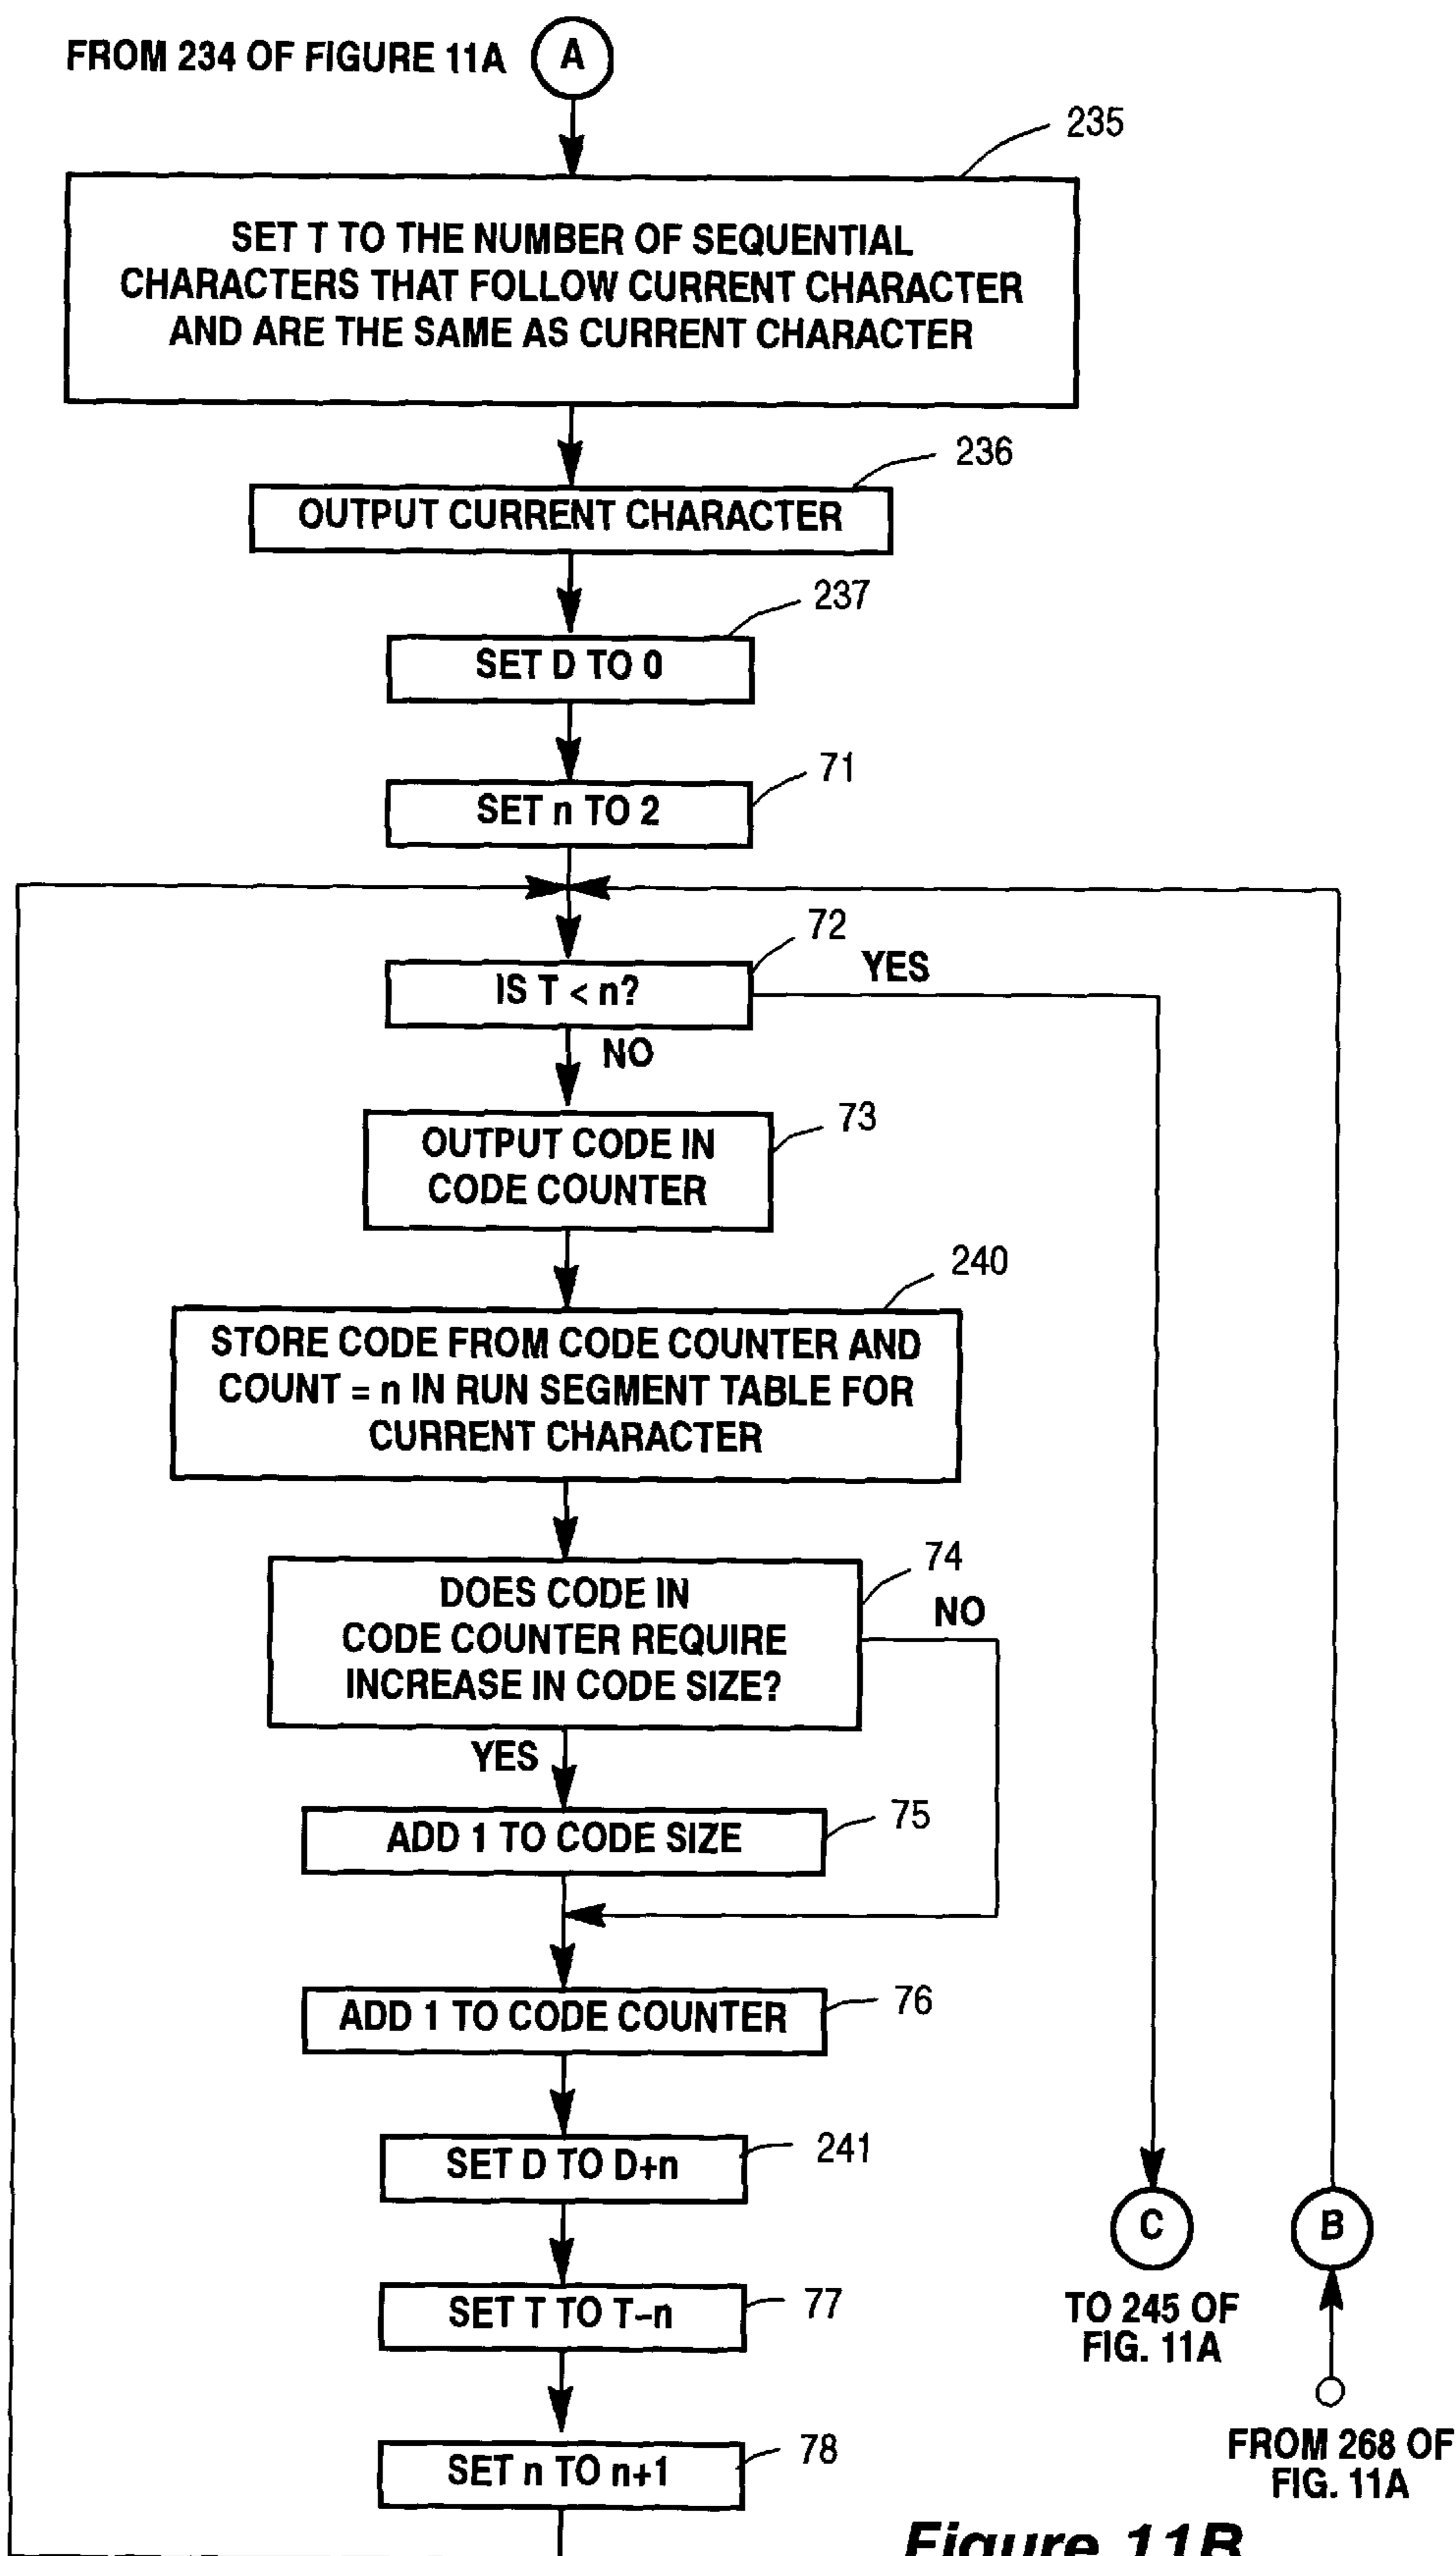 FROM 234 OF FIGURE 11A
A
235
SET T TO THE NUMBER OF SEQUENTIAL
CHARACTERS THAT FOLLOW CURRENT CHARACTER
AND ARE THE SAME AS CURRENT CHARACTER
236
OUTPUT CURRENT CHARACTER
237
SET D TO 0
71
SET n TO 2
72
IS T < n?
YES
NO
73
OUTPUT CODE IN
CODE COUNTER
240
STORE CODE FROM CODE COUNTER AND
COUNT = n IN RUN SEGMENT TABLE FOR
CURRENT CHARACTER
74
DOES CODE IN
CODE COUNTER REQUIRE
INCREASE IN CODE SIZE?
NO
YES
75
ADD 1 TO CODE SIZE
76
ADD 1 TO CODE COUNTER
241
SET D TO D+n
77
SET T TO T–n
78
SET n TO n+1
C
TO 245 OF
FIG. 11A
B
FROM 268 OF
FIG. 11A
Figure 11B